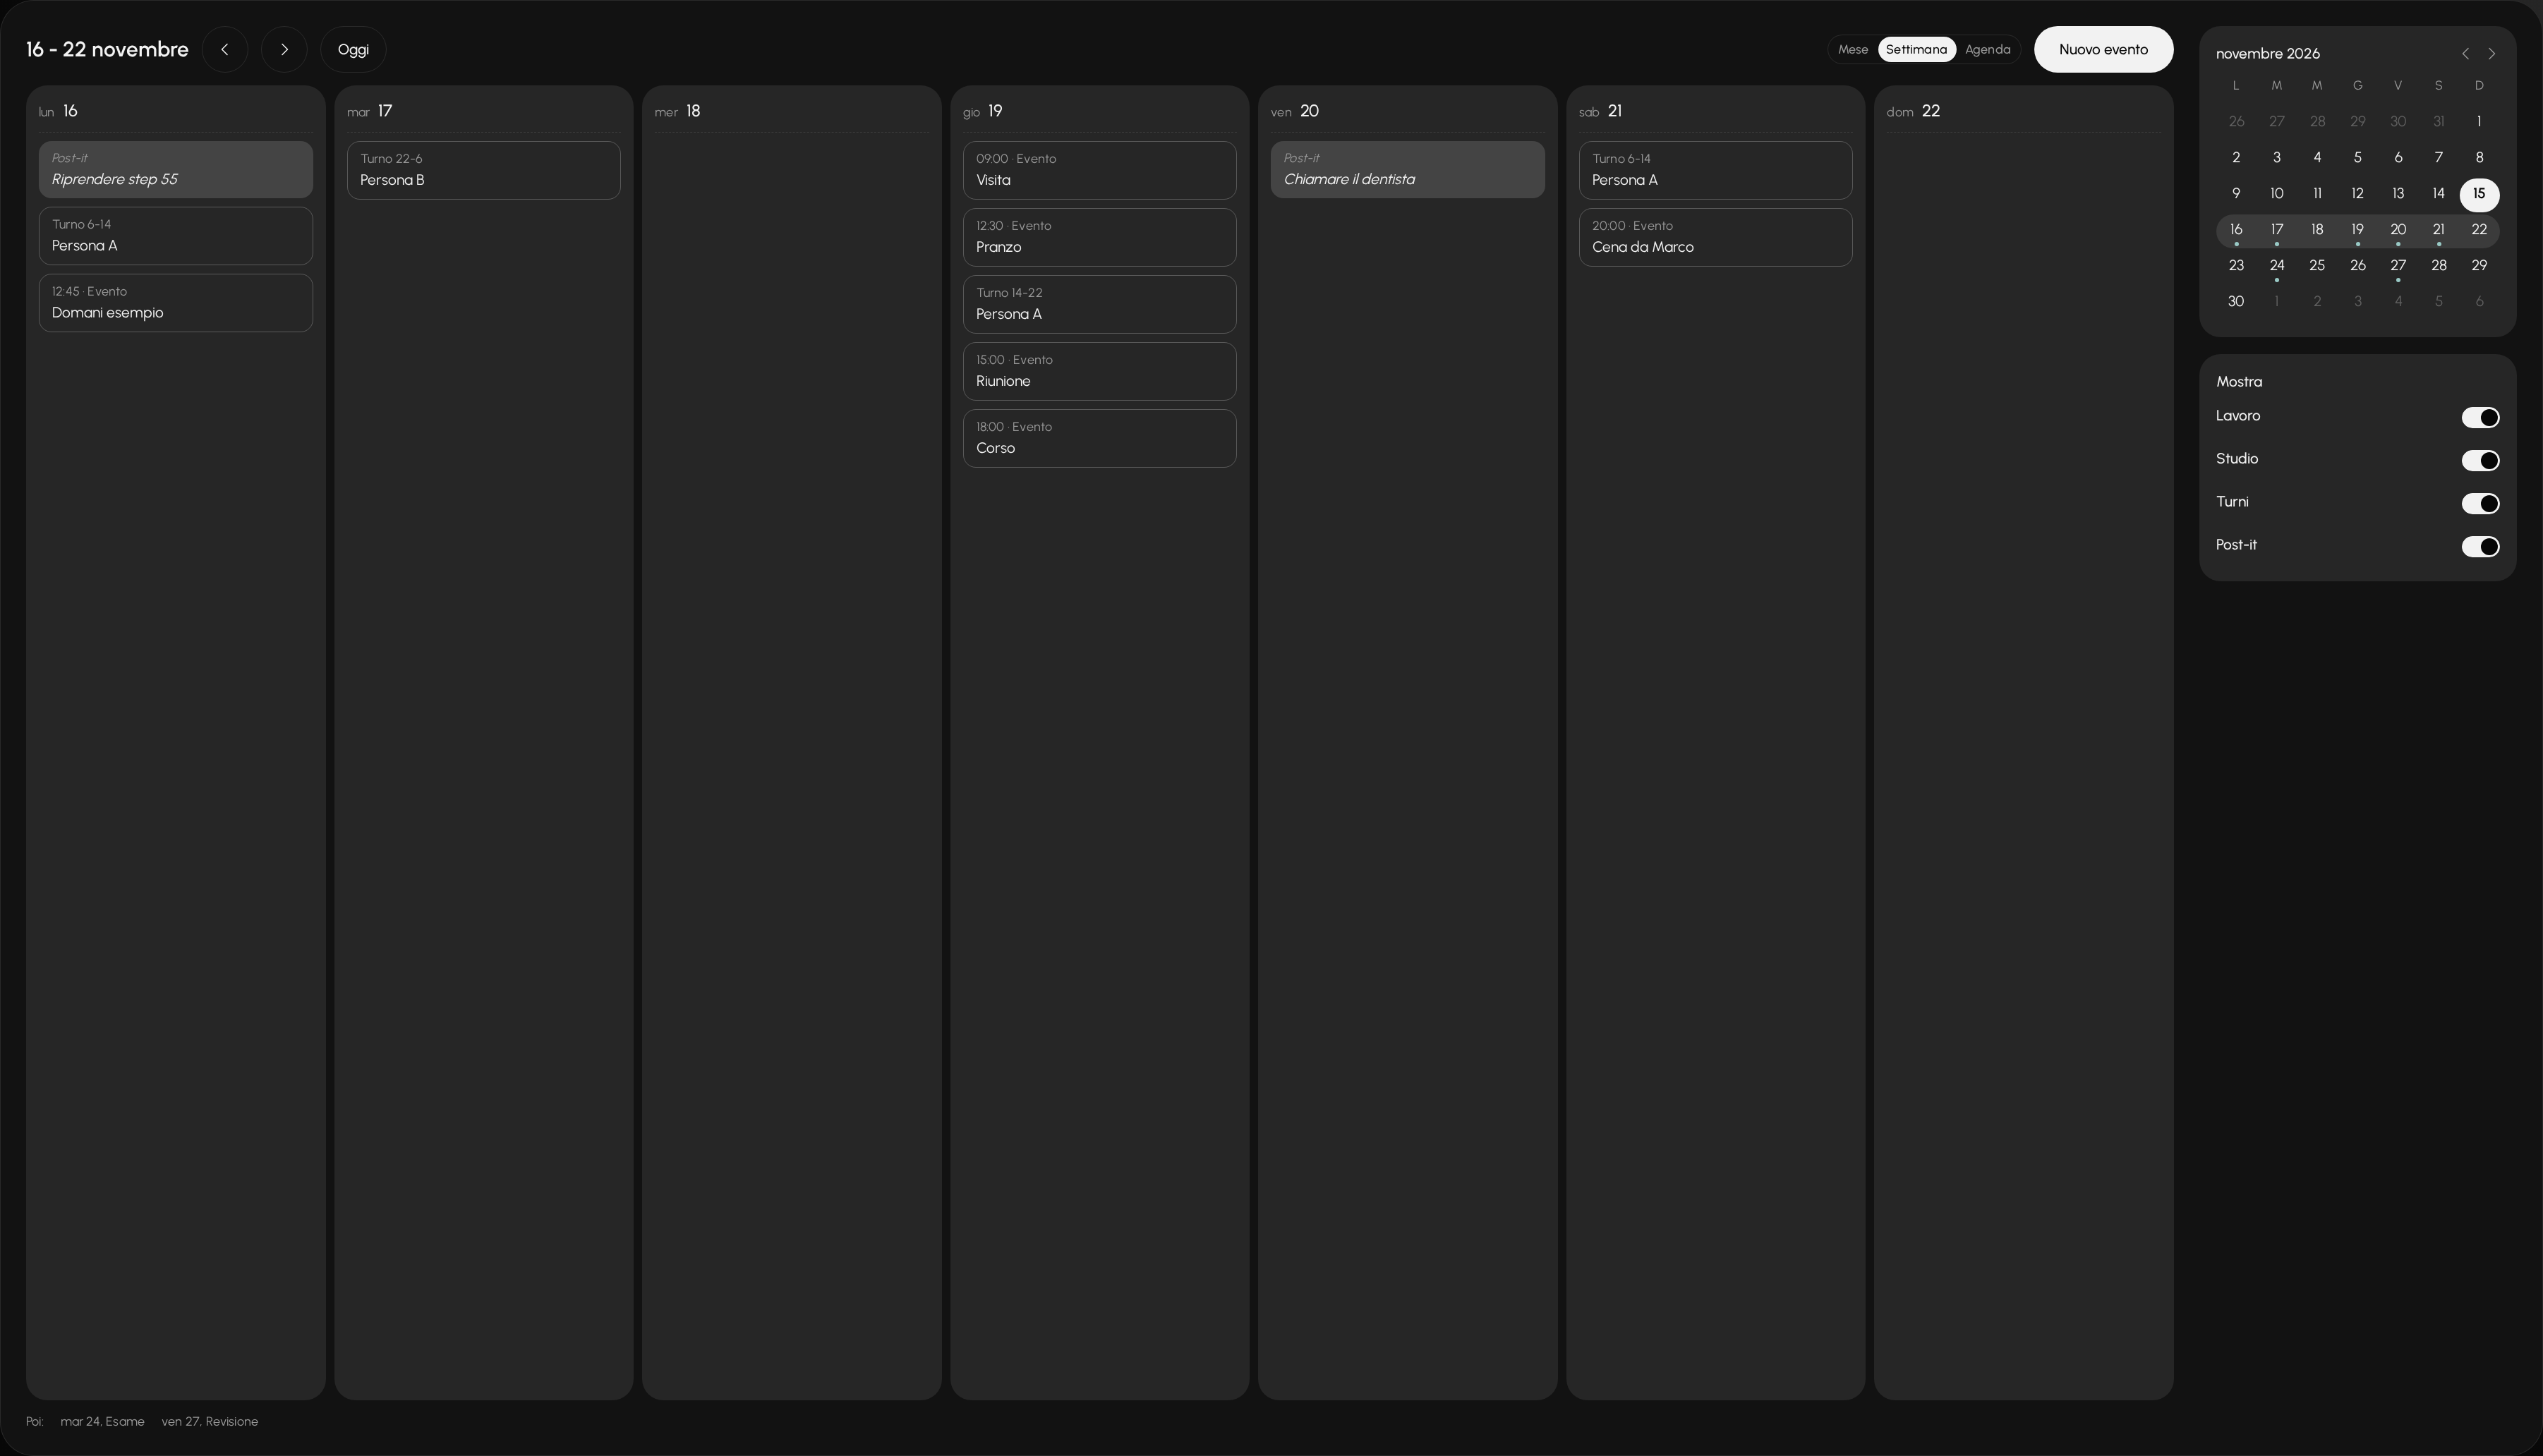 16 - 22 novembre
Oggi
Mese Settimana Agenda
Nuovo evento
lun 16
Post-it
Riprendere step 55
Turno 6-14
Persona A
12:45 · Evento
Domani esempio
mar 17
Turno 22-6
Persona B
mer 18
gio 19
09:00 · Evento
Visita
12:30 · Evento
Pranzo
Turno 14-22
Persona A
15:00 · Evento
Riunione
18:00 · Evento
Corso
ven 20
Post-it
Chiamare il dentista
sab 21
Turno 6-14
Persona A
20:00 · Evento
Cena da Marco
dom 22
Poi: mar 24, Esame ven 27, Revisione
novembre 2026
L M M G V S D
26 27 28 29 30 31 1
2 3 4 5 6 7 8
9 10 11 12 13 14 15
16 17 18 19 20 21 22
23 24 25 26 27 28 29
30 1 2 3 4 5 6
Mostra
Lavoro
Studio
Turni
Post-it